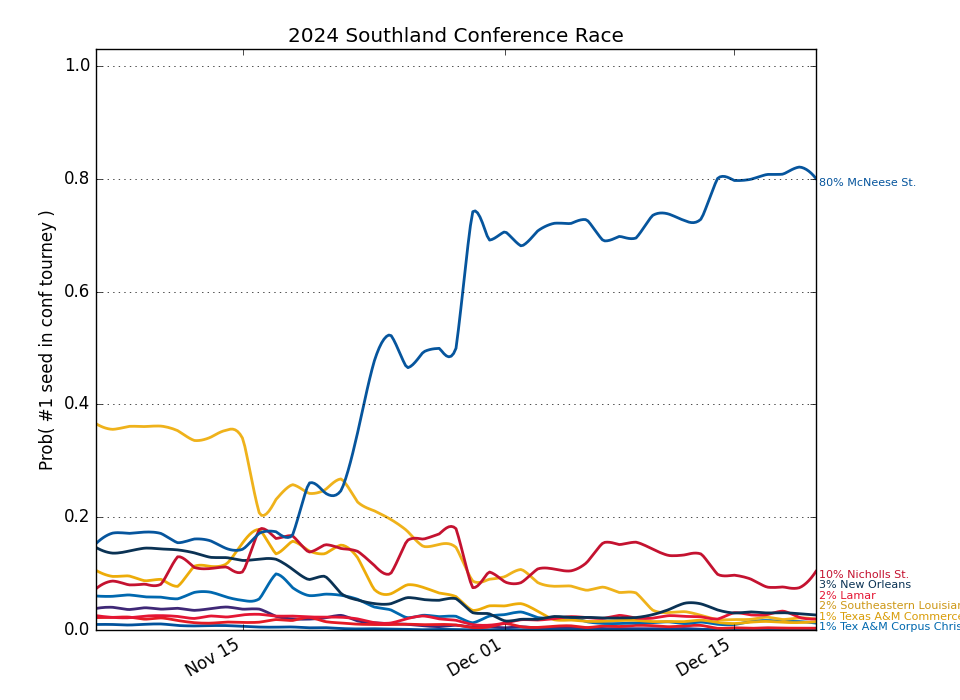 2024 Southland Conference Race
Prob( #1 seed in conf tourney )
1.0
0.8
0.6
0.4
0.2
0.0
Nov 15
Dec 01
Dec 15
80% McNeese St.
10% Nicholls St.
3% New Orleans
2% Lamar
2% Southeastern Louisian
1% Texas A&M Commerce
1% Tex A&M Corpus Chris